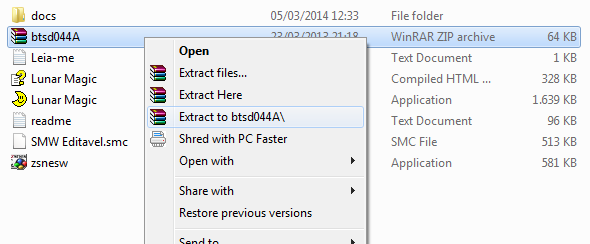 docs 05/03/2014 12:33 File folder
btsd044A 23/03/2013 21:18 WinRAR ZIP archive 64 KB
Leia-me Text Document 1 KB
Lunar Magic Compiled HTML ... 328 KB
Lunar Magic Application 1.639 KB
readme Text Document 96 KB
SMW Editavel.smc SMC File 513 KB
zsnesw Application 581 KB
Open
Extract files...
Extract Here
Extract to btsd044A\
Shred with PC Faster
Open with
Share with
Restore previous versions
Send to